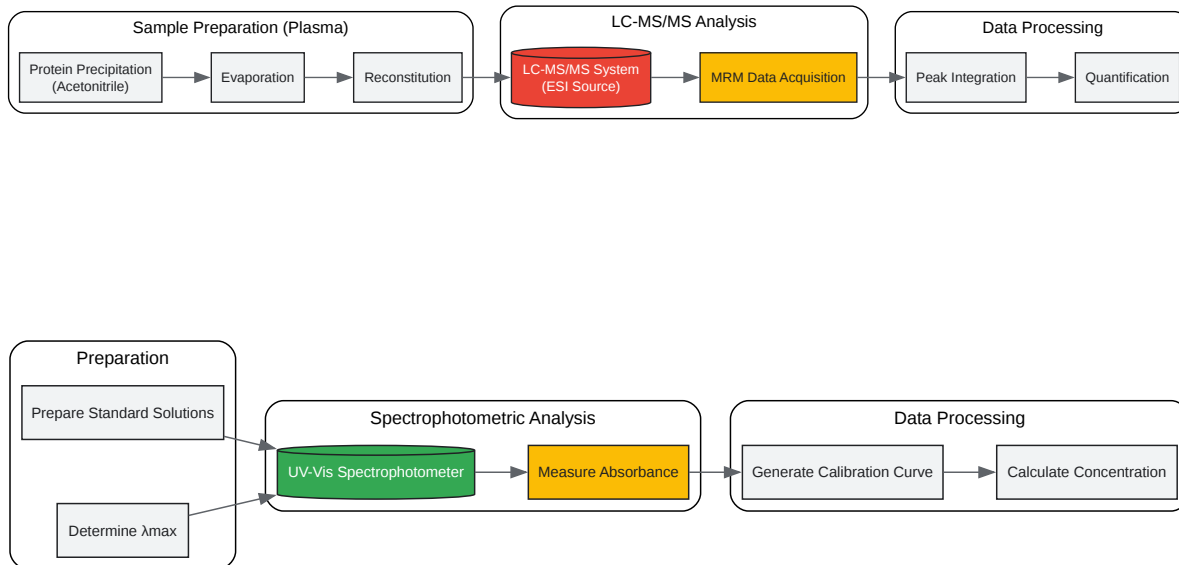 Sample Preparation (Plasma)
Protein Precipitation
(Acetonitrile)
Evaporation
Reconstitution
LC-MS/MS Analysis
LC-MS/MS System
(ESI Source)
MRM Data Acquisition
Data Processing
Peak Integration
Quantification
Preparation
Prepare Standard Solutions
Determine λmax
Spectrophotometric Analysis
UV-Vis Spectrophotometer
Measure Absorbance
Data Processing
Generate Calibration Curve
Calculate Concentration